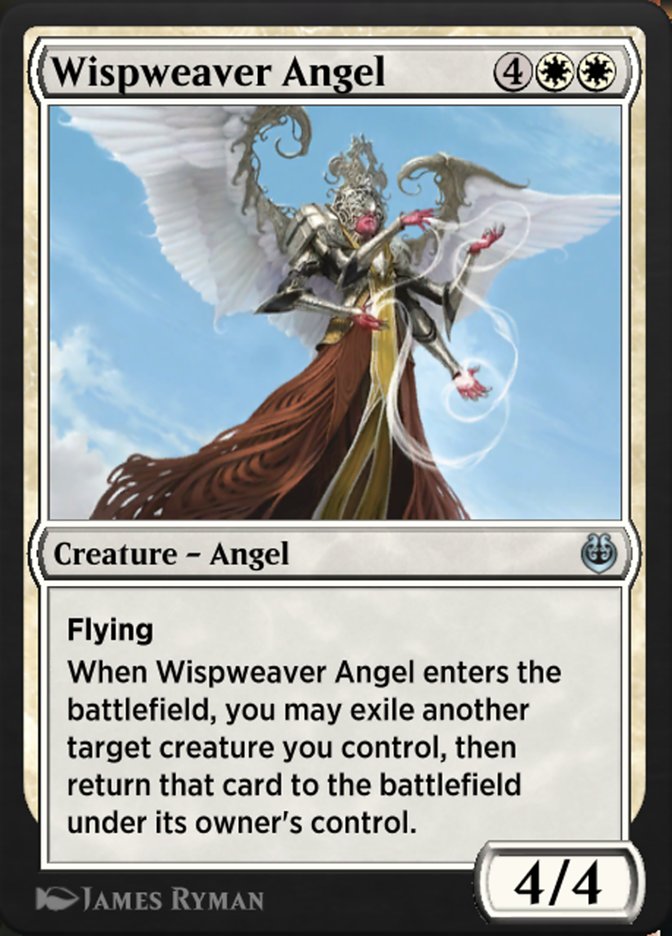 Wispweaver Angel 4
Creature – Angel
Flying
When Wispweaver Angel enters the
battlefield, you may exile another
target creature you control, then
return that card to the battlefield
under its owner's control.
4/4
James Ryman